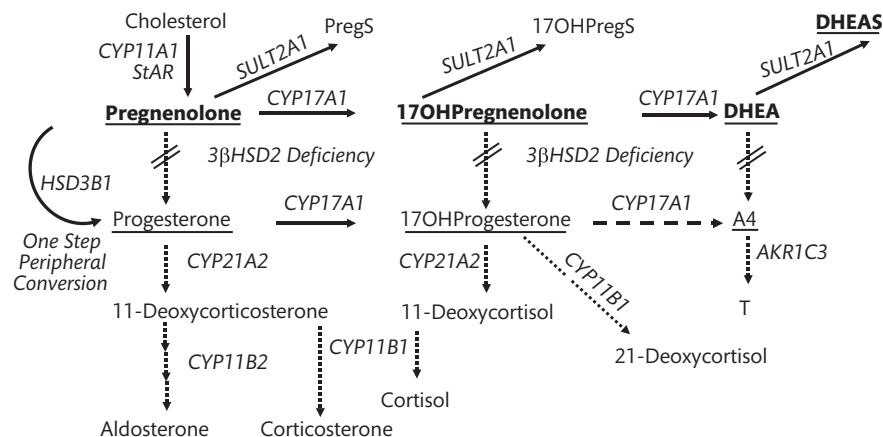 Cholesterol
PregS
17OHPregS
DHEAS
CYP11A1
StAR
SULT2A1
SULT2A1
SULT2A1
Pregnenolone
CYP17A1
17OHPregnenolone
CYP17A1
DHEA
3βHSD2 Deficiency
3βHSD2 Deficiency
HSD3B1
Progesterone
CYP17A1
17OHProgesterone
CYP17A1
A4
One Step
Peripheral
Conversion
CYP21A2
CYP21A2
CYP11B1
AKR1C3
11-Deoxycorticosterone
11-Deoxycortisol
T
CYP11B2
CYP11B1
21-Deoxycortisol
Cortisol
Aldosterone
Corticosterone